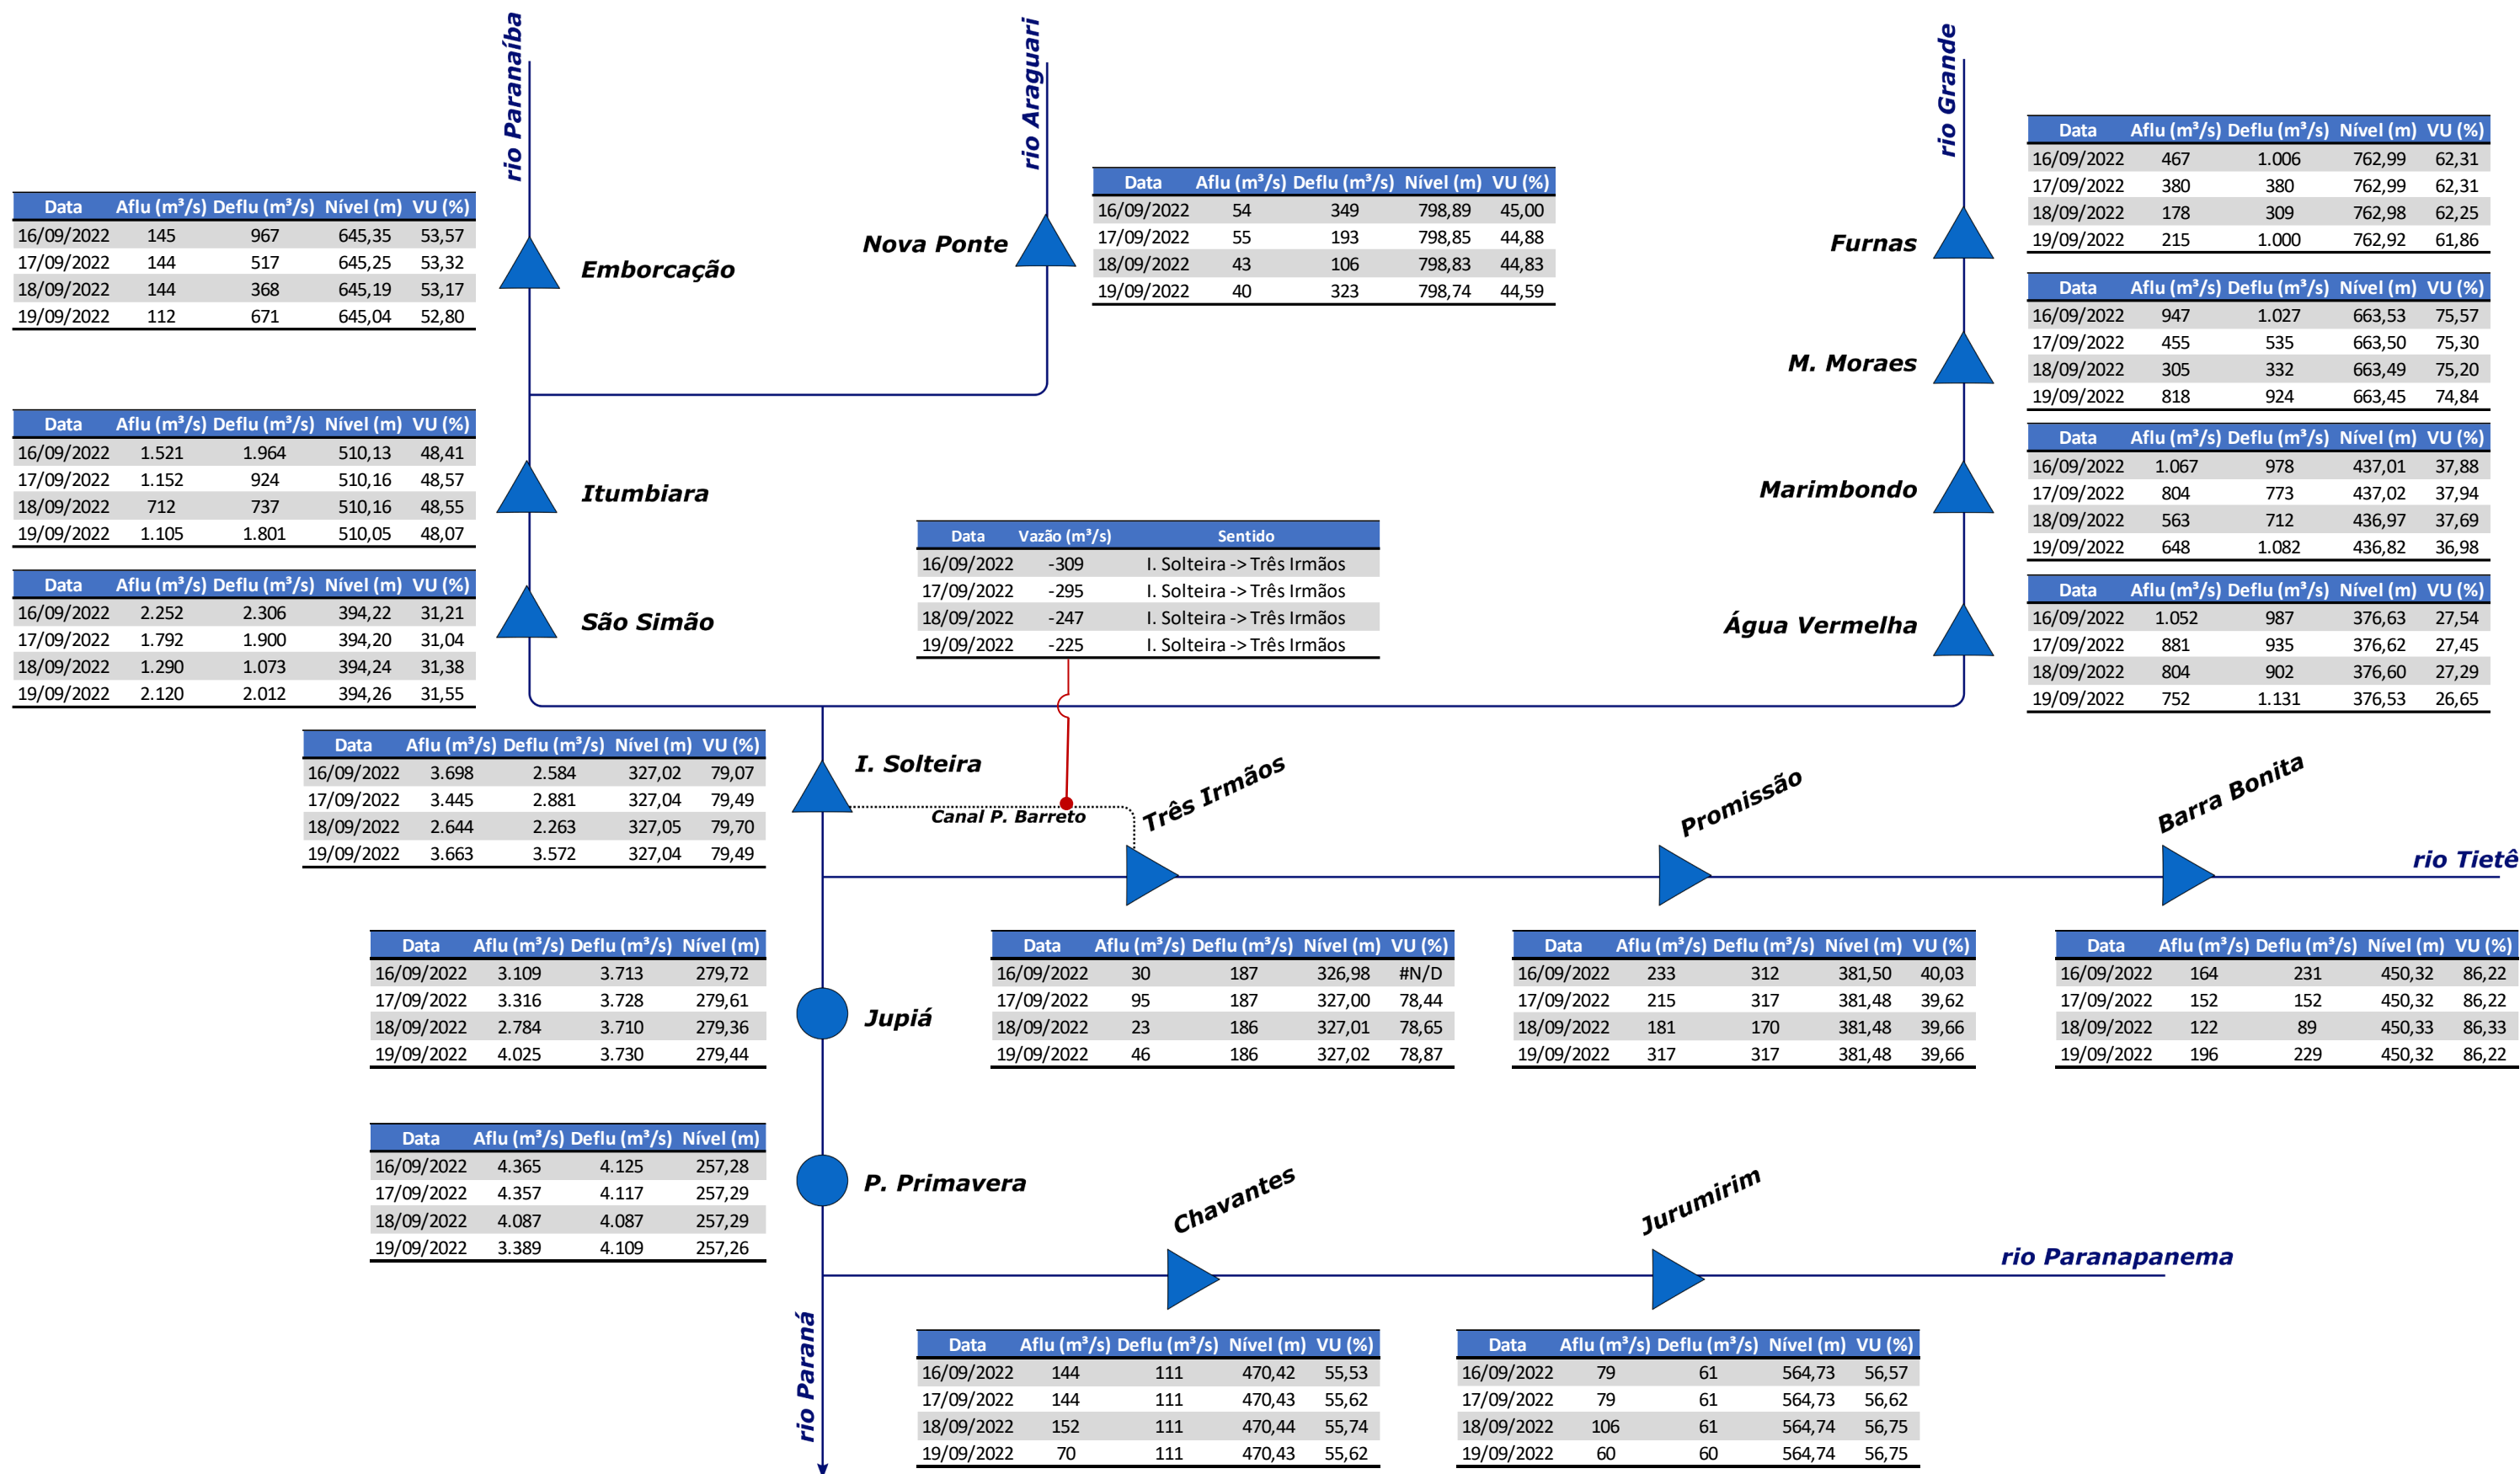 rio Paranaíba
rio Araguari
rio Grande
Data Aflu (m³/s) Deflu (m³/s) Nível (m) VU (%)
16/09/2022 145 967 645,35 53,57
17/09/2022 144 517 645,25 53,32
18/09/2022 144 368 645,19 53,17
19/09/2022 112 671 645,04 52,80
Emborcação
Nova Ponte
Data Aflu (m³/s) Deflu (m³/s) Nível (m) VU (%)
16/09/2022 54 349 798,89 45,00
17/09/2022 55 193 798,85 44,88
18/09/2022 43 106 798,83 44,83
19/09/2022 40 323 798,74 44,59
Furnas
Data Aflu (m³/s) Deflu (m³/s) Nível (m) VU (%)
16/09/2022 467 1.006 762,99 62,31
17/09/2022 380 380 762,99 62,31
18/09/2022 178 309 762,98 62,25
19/09/2022 215 1.000 762,92 61,86
M. Moraes
Data Aflu (m³/s) Deflu (m³/s) Nível (m) VU (%)
16/09/2022 947 1.027 663,53 75,57
17/09/2022 455 535 663,50 75,30
18/09/2022 305 332 663,49 75,20
19/09/2022 818 924 663,45 74,84
Data Aflu (m³/s) Deflu (m³/s) Nível (m) VU (%)
16/09/2022 1.521 1.964 510,13 48,41
17/09/2022 1.152 924 510,16 48,57
18/09/2022 712 737 510,16 48,55
19/09/2022 1.105 1.801 510,05 48,07
Itumbiara
Marimbondo
Data Aflu (m³/s) Deflu (m³/s) Nível (m) VU (%)
16/09/2022 1.067 978 437,01 37,88
17/09/2022 804 773 437,02 37,94
18/09/2022 563 712 436,97 37,69
19/09/2022 648 1.082 436,82 36,98
Data Aflu (m³/s) Deflu (m³/s) Nível (m) VU (%)
16/09/2022 2.252 2.306 394,22 31,21
17/09/2022 1.792 1.900 394,20 31,04
18/09/2022 1.290 1.073 394,24 31,38
19/09/2022 2.120 2.012 394,26 31,55
São Simão
Data Vazão (m³/s) Sentido
16/09/2022 -309 I. Solteira -> Três Irmãos
17/09/2022 -295 I. Solteira -> Três Irmãos
18/09/2022 -247 I. Solteira -> Três Irmãos
19/09/2022 -225 I. Solteira -> Três Irmãos
Água Vermelha
Data Aflu (m³/s) Deflu (m³/s) Nível (m) VU (%)
16/09/2022 1.052 987 376,63 27,54
17/09/2022 881 935 376,62 27,45
18/09/2022 804 902 376,60 27,29
19/09/2022 752 1.131 376,53 26,65
Data Aflu (m³/s) Deflu (m³/s) Nível (m) VU (%)
16/09/2022 3.698 2.584 327,02 79,07
17/09/2022 3.445 2.881 327,04 79,49
18/09/2022 2.644 2.263 327,05 79,70
19/09/2022 3.663 3.572 327,04 79,49
I. Solteira
Canal P. Barreto
Três Irmãos
Promissão
Barra Bonita
rio Tietê
Data Aflu (m³/s) Deflu (m³/s) Nível (m)
16/09/2022 3.109 3.713 279,72
17/09/2022 3.316 3.728 279,61
18/09/2022 2.784 3.710 279,36
19/09/2022 4.025 3.730 279,44
Jupiá
Data Aflu (m³/s) Deflu (m³/s) Nível (m) VU (%)
16/09/2022 30 187 326,98 #N/D
17/09/2022 95 187 327,00 78,44
18/09/2022 23 186 327,01 78,65
19/09/2022 46 186 327,02 78,87
Data Aflu (m³/s) Deflu (m³/s) Nível (m) VU (%)
16/09/2022 233 312 381,50 40,03
17/09/2022 215 317 381,48 39,62
18/09/2022 181 170 381,48 39,66
19/09/2022 317 317 381,48 39,66
Data Aflu (m³/s) Deflu (m³/s) Nível (m) VU (%)
16/09/2022 164 231 450,32 86,22
17/09/2022 152 152 450,32 86,22
18/09/2022 122 89 450,33 86,33
19/09/2022 196 229 450,32 86,22
Data Aflu (m³/s) Deflu (m³/s) Nível (m)
16/09/2022 4.365 4.125 257,28
17/09/2022 4.357 4.117 257,29
18/09/2022 4.087 4.087 257,29
19/09/2022 3.389 4.109 257,26
P. Primavera
Chavantes
Jurumirim
rio Paranapanema
rio Paraná
Data Aflu (m³/s) Deflu (m³/s) Nível (m) VU (%)
16/09/2022 144 111 470,42 55,53
17/09/2022 144 111 470,43 55,62
18/09/2022 152 111 470,44 55,74
19/09/2022 70 111 470,43 55,62
Data Aflu (m³/s) Deflu (m³/s) Nível (m) VU (%)
16/09/2022 79 61 564,73 56,57
17/09/2022 79 61 564,73 56,62
18/09/2022 106 61 564,74 56,75
19/09/2022 60 60 564,74 56,75